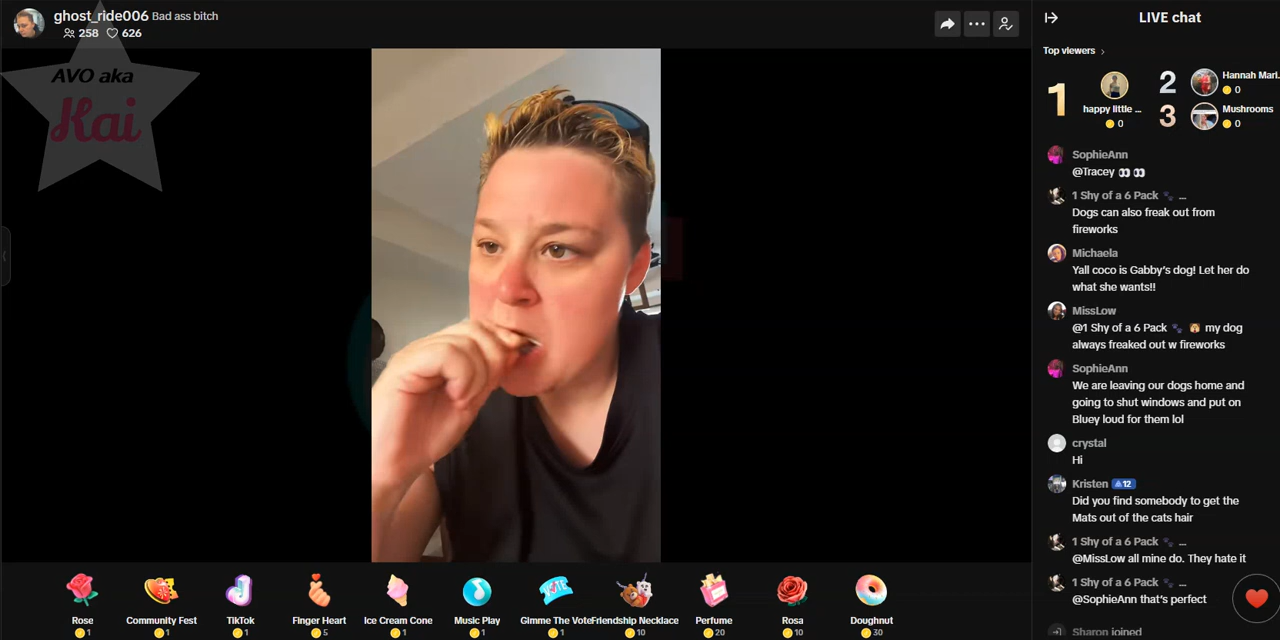 ghost_ride006 Bad ass bitch
258 626
AVO aka
Kai
LIVE chat
Top viewers
1
happy little ...
0
2
Hannah Mari...
0
3
Mushrooms
0
SophieAnn
@Tracey 👀 👀
1 Shy of a 6 Pack 🐾 ...
Dogs can also freak out from
fireworks
Michaela
Yall coco is Gabby's dog! Let her do
what she wants!!
MissLow
@1 Shy of a 6 Pack 🐾 🙈 my dog
always freaked out w fireworks
SophieAnn
We are leaving our dogs home and
going to shut windows and put on
Bluey loud for them lol
crystal
Hi
Kristen 12
Did you find somebody to get the
Mats out of the cats hair
1 Shy of a 6 Pack 🐾 ...
@MissLow all mine do. They hate it
1 Shy of a 6 Pack 🐾 ...
@SophieAnn that's perfect
Sharon joined
VOTE
Rose Community Fest TikTok Finger Heart Ice Cream Cone Music Play Gimme The Vote Friendship Necklace Perfume Rosa Doughnut
1 1 1 5 1 1 1 10 20 10 30